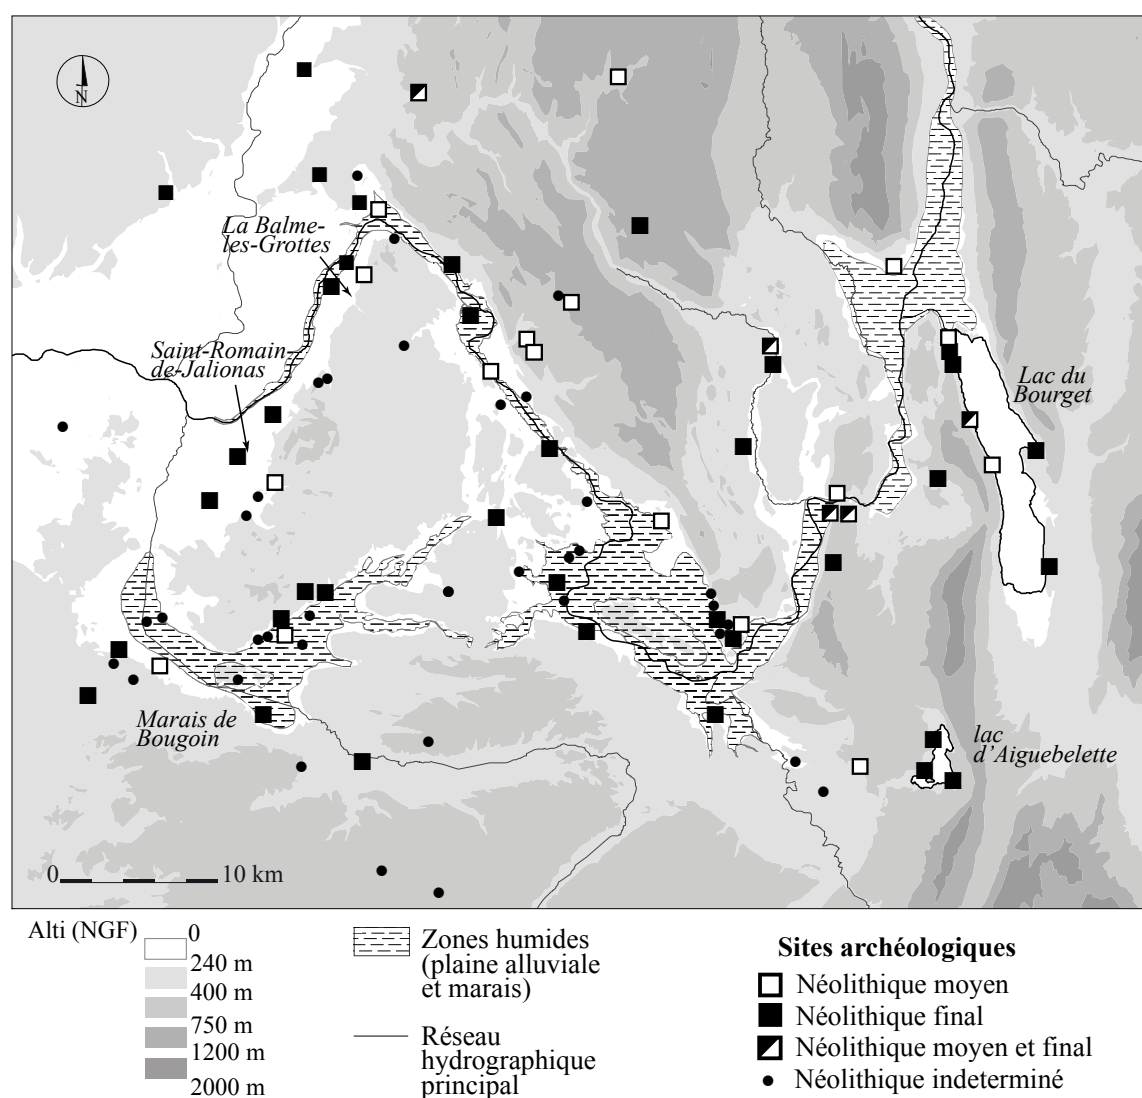 N
La Balme-
les-Grottes
Saint-Romain-
de-Jalionas
Lac du
Bourget
Marais de
Bougoin
lac
d'Aiguebelette
0 10 km
Alti (NGF)
0
240 m
400 m
750 m
1200 m
2000 m
Zones humides
(plaine alluviale
et marais)
Réseau
hydrographique
principal
Sites archéologiques
Néolithique moyen
Néolithique final
Néolithique moyen et final
Néolithique indeterminé